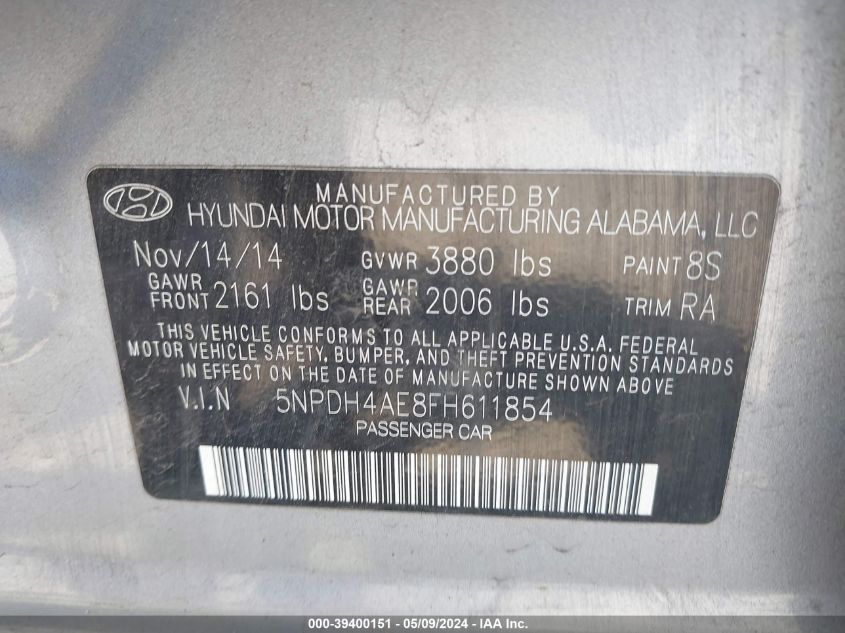 MANUFACTURED BY
HYUNDAI MOTOR MANUFACTURING ALABAMA, LLC
Nov/14/14 GVWR 3880 lbs PAINT 8S
GAWR FRONT 2161 lbs GAWR REAR 2006 lbs TRIM RA
THIS VEHICLE CONFORMS TO ALL APPLICABLE U.S.A. FEDERAL
MOTOR VEHICLE SAFETY, BUMPER, AND THEFT PREVENTION STANDARDS
IN EFFECT ON THE DATE OF MANUFACTURE SHOWN ABOVE
V.I.N 5NPDH4AE8FH611854
PASSENGER CAR
000-39400151 - 05/09/2024 - IAA Inc.